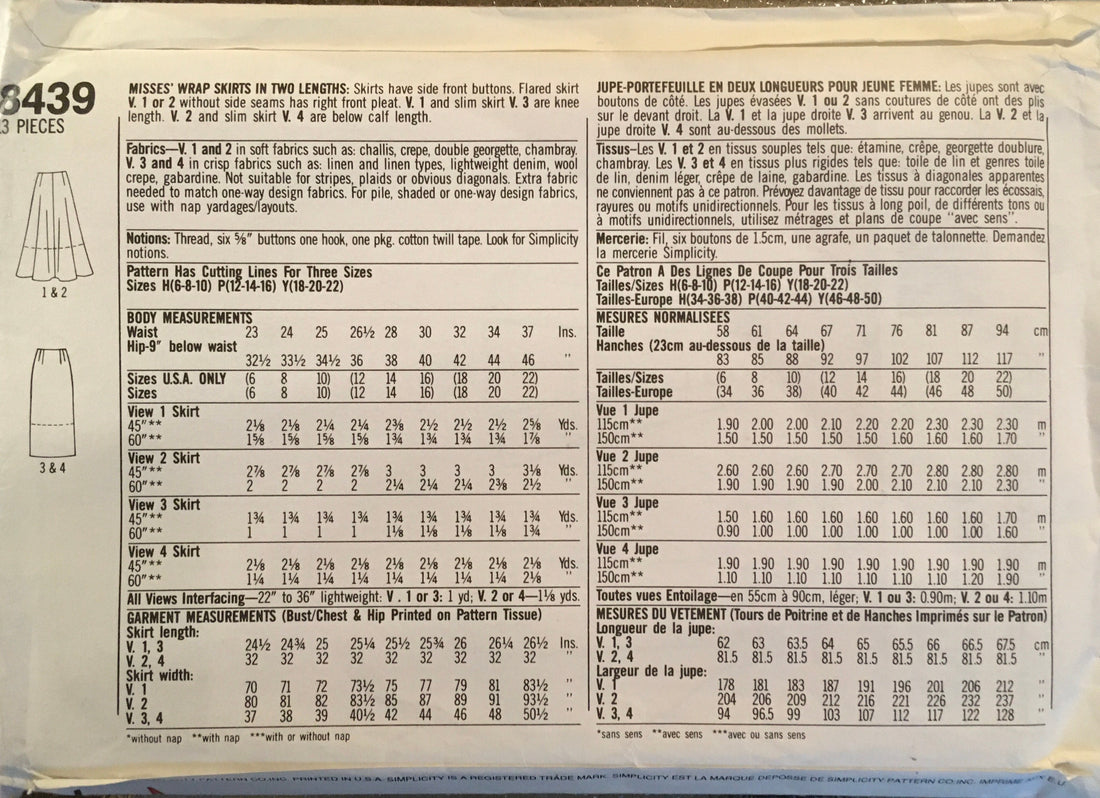 8439
13 PIECES
1 & 2
3 & 4
MISSES' WRAP SKIRTS IN TWO LENGTHS: Skirts have side front buttons. Flared skirt
V. 1 or 2 without side seams has right front pleat. V. 1 and slim skirt V. 3 are knee
length. V. 2 and slim skirt V. 4 are below calf length.
Fabrics—V. 1 and 2 in soft fabrics such as: challis, crepe, double georgette, chambray.
V. 3 and 4 in crisp fabrics such as: linen and linen types, lightweight denim, wool
crepe, gabardine. Not suitable for stripes, plaids or obvious diagonals. Extra fabric
needed to match one-way design fabrics. For pile, shaded or one-way design fabrics,
use with nap yardages/layouts.
Notions: Thread, six ⅝" buttons one hook, one pkg. cotton twill tape. Look for Simplicity
notions.
Pattern Has Cutting Lines For Three Sizes
Sizes H(6-8-10) P(12-14-16) Y(18-20-22)
BODY MEASUREMENTS
Waist 23 24 25 26½ 28 30 32 34 37 Ins.
Hip-9" below waist
32½ 33½ 34½ 36 38 40 42 44 46 "
Sizes U.S.A. ONLY (6 8 10) (12 14 16) (18 20 22)
Sizes (6 8 10) (12 14 16) (18 20 22)
View 1 Skirt
45"** 2⅛ 2⅛ 2¼ 2¼ 2⅜ 2½ 2½ 2½ 2⅝ Yds.
60"** 1⅝ 1⅝ 1⅝ 1⅝ 1¾ 1¾ 1¾ 1¾ 1⅞ "
View 2 Skirt
45"** 2⅞ 2⅞ 2⅞ 2⅞ 3 3 3 3 3⅛ Yds.
60"** 2 2 2 2 2¼ 2¼ 2¼ 2⅜ 2½ "
View 3 Skirt
45"** 1¾ 1¾ 1¾ 1¾ 1¾ 1¾ 1¾ 1¾ 1¾ Yds.
60"** 1 1 1 1 1⅛ 1⅛ 1⅛ 1⅛ 1¾ "
View 4 Skirt
45"** 2⅛ 2⅛ 2⅛ 2⅛ 2⅛ 2⅛ 2⅛ 2⅛ 2⅛ Yds.
60"** 1¼ 1¼ 1¼ 1¼ 1¼ 1¼ 1¼ 1¼ 2⅛ "
All Views Interfacing—22" to 36" lightweight: V . 1 or 3: 1 yd; V. 2 or 4—1⅛ yds.
GARMENT MEASUREMENTS (Bust/Chest & Hip Printed on Pattern Tissue)
Skirt length:
V. 1, 3 24½ 24¾ 25 25¼ 25½ 25¾ 26 26¼ 26½ Ins.
V. 2, 4 32 32 32 32 32 32 32 32 32 "
Skirt width:
V. 1 70 71 72 73½ 75 77 79 81 83½ "
V. 2 80 81 82 83½ 85 87 89 91 93½ "
V. 3, 4 37 38 39 40½ 42 44 46 48 50½ "
*without nap **with nap ***with or without nap
JUPE-PORTEFEUILLE EN DEUX LONGUEURS POUR JEUNE FEMME: Les jupes sont avec
boutons de côté. Les jupes évasées V. 1 ou 2 sans coutures de côté ont des plis
sur le devant droit. La V. 1 et la jupe droite V. 3 arrivent au genou. La V. 2 et la
jupe droite V. 4 sont au-dessous des mollets.
Tissus—Les V. 1 et 2 en tissus souples tels que: étamine, crêpe, georgette doublure,
chambray. Les V. 3 et 4 en tissus plus rigides tels que: toile de lin et genres toile
de lin, denim léger, crêpe de laine, gabardine. Les tissus à diagonales apparentes
ne conviennent pas à ce patron. Prévoyez davantage de tissu pour raccorder les écossais,
rayures ou motifs unidirectionnels. Pour les tissus à long poil, de différents tons ou
à motifs unidirectionnels, utilisez métrages et plans de coupe "avec sens".
Mercerie: Fil, six boutons de 1.5cm, une agrafe, un paquet de talonnette. Demandez
la mercerie Simplicity.
Ce Patron A Des Lignes De Coupe Pour Trois Tailles
Tailles/Sizes H(6-8-10) P(12-14-16) Y(18-20-22)
Tailles-Europe H(34-36-38) P(40-42-44) Y(46-48-50)
MESURES NORMALISEES
Taille 58 61 64 67 71 76 81 87 94 cm
Hanches (23cm au-dessous de la taille)
83 85 88 92 97 102 107 112 117 "
Tailles/Sizes (6 8 10) (12 14 16) (18 20 22)
Tailles-Europe (34 36 38) (40 42 44) (46 48 50)
Vue 1 Jupe
115cm** 1.90 2.00 2.00 2.10 2.20 2.20 2.30 2.30 2.30 m
150cm** 1.50 1.50 1.50 1.50 1.50 1.60 1.60 1.60 1.70 "
Vue 2 Jupe
115cm** 2.60 2.60 2.60 2.70 2.70 2.70 2.80 2.80 2.80 m
150cm** 1.90 1.90 1.90 1.90 2.00 2.10 2.10 2.10 2.30 "
Vue 3 Jupe
115cm** 1.50 1.60 1.60 1.60 1.60 1.60 1.60 1.60 1.70 m
150cm** 0.90 1.00 1.00 1.00 1.00 1.00 1.00 1.00 1.60 "
Vue 4 Jupe
115cm** 1.90 1.90 1.90 1.90 1.90 1.90 1.90 1.90 1.90 m
150cm** 1.10 1.10 1.10 1.10 1.10 1.10 1.10 1.20 1.90 "
Toutes vues Entoilage—en 55cm à 90cm, léger; V. 1 ou 3: 0.90m; V. 2 ou 4: 1.10m
MESURES DU VETEMENT (Tours de Poitrine et de Hanches Imprimés sur le Patron)
Longueur de la jupe:
V. 1, 3 62 63 63.5 64 65 65.5 66 66.5 67.5 cm
V. 2, 4 81.5 81.5 81.5 81.5 81.5 81.5 81.5 81.5 81.5 "
Largeur de la jupe:
V. 1 178 181 183 187 191 196 201 206 212 "
V. 2 204 206 209 212 216 221 226 232 237 "
V. 3, 4 94 96.5 99 103 107 112 117 122 128 "
*sans sens **avec sens ***avec ou sans sens
PATTERN CO. INC. PRINTED IN U.S.A. SIMPLICITY IS A REGISTERED TRADE MARK. SIMPLICITY EST LA MARQUE DEPOSSE DE SIMPLICITY PATTERN CO. INC.